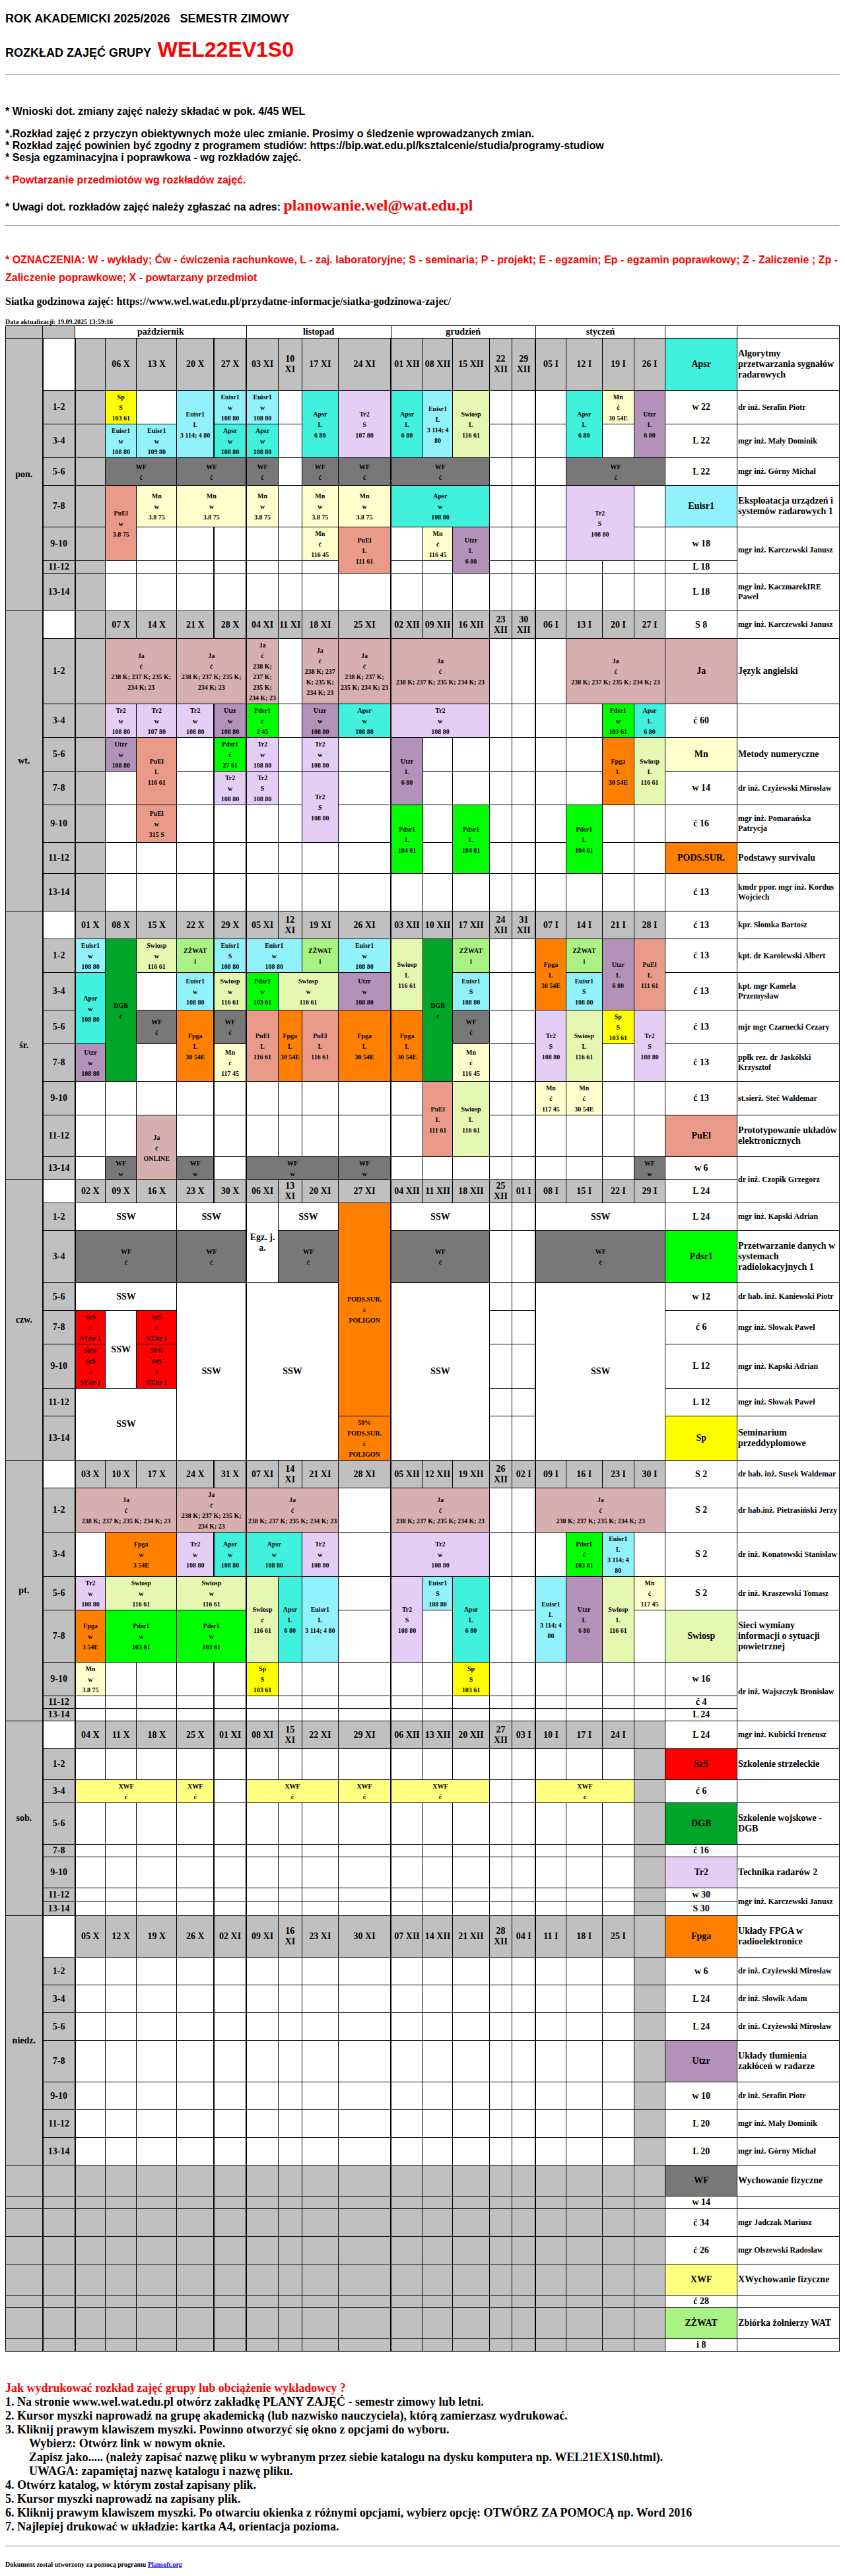 ROK AKADEMICKI 2025/2026 SEMESTR ZIMOWY
ROZKŁAD ZAJĘĆ GRUPY WEL22EV1S0
* Wnioski dot. zmiany zajęć należy składać w pok. 4/45 WEL
*.Rozkład zajęć z przyczyn obiektywnych może ulec zmianie. Prosimy o śledzenie wprowadzanych zmian.
* Rozkład zajęć powinien być zgodny z programem studiów: https://bip.wat.edu.pl/ksztalcenie/studia/programy-studiow
* Sesja egzaminacyjna i poprawkowa - wg rozkładów zajęć.
* Powtarzanie przedmiotów wg rozkładów zajęć.
* Uwagi dot. rozkładów zajęć należy zgłaszać na adres: planowanie.wel@wat.edu.pl
* OZNACZENIA: W - wykłady; Ćw - ćwiczenia rachunkowe, L - zaj. laboratoryjne; S - seminaria; P - projekt; E - egzamin; Ep - egzamin poprawkowy; Z - Zaliczenie ; Zp -
Zaliczenie poprawkowe; X - powtarzany przedmiot
Siatka godzinowa zajęć: https://www.wel.wat.edu.pl/przydatne-informacje/siatka-godzinowa-zajec/
Data aktualizacji: 19.09.2025 13:59:16
październik listopad grudzień styczeń
pon. 06 X 13 X 20 X 27 X 03 XI 10 XI 17 XI 24 XI 01 XII 08 XII 15 XII 22 XII 29 XII 05 I 12 I 19 I 26 I Apsr Algorytmy przetwarzania sygnałów radarowych
1-2 Sp S 103 61 Euisr1 L 3 114; 4 80 Euisr1 w 108 80 Euisr1 w 108 80 Apsr L 6 80 Tr2 S 107 80 Apsr L 6 80 Euisr1 L 3 114; 4 80 Swiosp L 116 61 Apsr L 6 80 Mn ć 30 54E Utzr L 6 80 w 22 dr inż. Serafin Piotr
3-4 Euisr1 w 108 80 Euisr1 w 109 80 Apsr w 108 80 Apsr w 108 80 L 22 mgr inż. Mały Dominik
5-6 WF ć WF ć WF ć WF ć WF ć WF ć WF ć L 22 mgr inż. Górny Michał
7-8 PuEl w 3.8 75 Mn w 3.8 75 Mn w 3.8 75 Mn w 3.8 75 Mn w 3.8 75 Mn w 3.8 75 Apsr w 108 80 Tr2 S 108 80 Euisr1 Eksploatacja urządzeń i systemów radarowych 1
9-10 Mn ć 116 45 PuEl L 111 61 Mn ć 116 45 Utzr L 6 80 w 18 mgr inż. Karczewski Janusz
11-12 L 18
13-14 L 18 mgr inż. KaczmarekIRE Paweł
wt. 07 X 14 X 21 X 28 X 04 XI 11 XI 18 XI 25 XI 02 XII 09 XII 16 XII 23 XII 30 XII 06 I 13 I 20 I 27 I S 8 mgr inż. Karczewski Janusz
1-2 Ja ć 238 K; 237 K; 235 K; 234 K; 23 Ja ć 238 K; 237 K; 235 K; 234 K; 23 Ja ć 238 K; 237 K; 235 K; 234 K; 23 Ja ć 238 K; 237 K; 235 K; 234 K; 23 Ja ć 238 K; 237 K; 235 K; 234 K; 23 Ja ć 238 K; 237 K; 235 K; 234 K; 23 Ja ć 238 K; 237 K; 235 K; 234 K; 23 Ja Język angielski
3-4 Tr2 w 108 80 Tr2 w 107 80 Tr2 w 108 80 Utzr w 108 80 Pdsr1 ć 2 45 Utzr w 108 80 Apsr w 108 80 Tr2 w 108 80 Pdsr1 w 103 61 Apsr L 6 80 ć 60
5-6 Utzr w 108 80 PuEl L 116 61 Pdsr1 ć 27 61 Tr2 w 108 80 Tr2 w 108 80 Utzr L 6 80 Fpga L 30 54E Swiosp L 116 61 Mn Metody numeryczne
7-8 Tr2 w 108 80 Tr2 S 108 80 Tr2 S 108 80 w 14 dr inż. Czyżewski Mirosław
9-10 PuEl w 315 S Pdsr1 L 104 61 Pdsr1 L 104 61 Pdsr1 L 104 61 ć 16 mgr inż. Pomarańska Patrycja
11-12 PODS.SUR. Podstawy survivalu
13-14 ć 13 kmdr ppor. mgr inż. Kordus Wojciech
śr. 01 X 08 X 15 X 22 X 29 X 05 XI 12 XI 19 XI 26 XI 03 XII 10 XII 17 XII 24 XII 31 XII 07 I 14 I 21 I 28 I ć 13 kpr. Słomka Bartosz
1-2 Euisr1 w 108 80 DGB ć Swiosp w 116 61 ZŻWAT i Euisr1 S 108 80 Euisr1 w 108 80 ZŻWAT i Euisr1 w 108 80 Swiosp L 116 61 DGB ć ZŻWAT i Fpga L 30 54E ZŻWAT i Utzr L 6 80 PuEl L 111 61 ć 13 kpt. dr Karolewski Albert
3-4 Apsr w 108 80 Euisr1 w 108 80 Swiosp w 116 61 Pdsr1 w 103 61 Swiosp w 116 61 Utzr w 108 80 Euisr1 S 108 80 Euisr1 S 108 80 ć 13 kpt. mgr Kamela Przemysław
5-6 WF ć Fpga L 30 54E WF ć PuEl L 116 61 Fpga L 30 54E PuEl L 116 61 Fpga L 30 54E Fpga L 30 54E WF ć Tr2 S 108 80 Swiosp L 116 61 Sp S 103 61 Tr2 S 108 80 ć 13 mjr mgr Czarnecki Cezary
7-8 Utzr w 108 80 Mn ć 117 45 Mn ć 116 45 ć 13 ppłk rez. dr Jaskólski Krzysztof
9-10 PuEl L 111 61 Swiosp L 116 61 Mn ć 117 45 Mn ć 30 54E ć 13 st.sierż. Steć Waldemar
11-12 Ja ć ONLINE PuEl Prototypowanie układów elektronicznych
13-14 WF w WF w WF w WF w WF w w 6 dr inż. Czopik Grzegorz
czw. 02 X 09 X 16 X 23 X 30 X 06 XI 13 XI 20 XI 27 XI 04 XII 11 XII 18 XII 25 XII 01 I 08 I 15 I 22 I 29 I L 24
1-2 SSW SSW Egz. j. a. SSW PODS.SUR. ć POLIGON SSW SSW L 24 mgr inż. Kapski Adrian
3-4 WF ć WF ć WF ć WF ć WF ć Pdsr1 Przetwarzanie danych w systemach radiolokacyjnych 1
5-6 SSW SSW SSW SSW SSW w 12 dr hab. inż. Kaniewski Piotr
7-8 SzS ć ST.nr 1 SSW SzS ć ST.nr 1 ć 6 mgr inż. Słowak Paweł
9-10 50% SzS ć ST.nr 1 50% SzS ć ST.nr 1 L 12 mgr inż. Kapski Adrian
11-12 SSW L 12 mgr inż. Słowak Paweł
13-14 50% PODS.SUR. ć POLIGON Sp Seminarium przeddyplomowe
pt. 03 X 10 X 17 X 24 X 31 X 07 XI 14 XI 21 XI 28 XI 05 XII 12 XII 19 XII 26 XII 02 I 09 I 16 I 23 I 30 I S 2 dr hab. inż. Susek Waldemar
1-2 Ja ć 238 K; 237 K; 235 K; 234 K; 23 Ja ć 238 K; 237 K; 235 K; 234 K; 23 Ja ć 238 K; 237 K; 235 K; 234 K; 23 Ja ć 238 K; 237 K; 235 K; 234 K; 23 Ja ć 238 K; 237 K; 235 K; 234 K; 23 S 2 dr hab.inż. Pietrasiński Jerzy
3-4 Fpga w 3 54E Tr2 w 108 80 Apsr w 108 80 Apsr w 108 80 Tr2 w 108 80 Tr2 w 108 80 Pdsr1 ć 103 61 Euisr1 L 3 114; 4 80 S 2 dr inż. Konatowski Stanisław
5-6 Tr2 w 108 80 Swiosp w 116 61 Swiosp w 116 61 Swiosp ć 116 61 Apsr L 6 80 Euisr1 L 3 114; 4 80 Tr2 S 108 80 Euisr1 S 108 80 Apsr L 6 80 Euisr1 L 3 114; 4 80 Utzr L 6 80 Swiosp L 116 61 Mn ć 117 45 S 2 dr inż. Kraszewski Tomasz
7-8 Fpga w 3 54E Pdsr1 w 103 61 Pdsr1 w 103 61 Swiosp Sieci wymiany informacji o sytuacji powietrznej
9-10 Mn w 3.8 75 Sp S 103 61 Sp S 103 61 w 16 dr inż. Wajszczyk Bronisław
11-12 ć 4
13-14 L 24
sob. 04 X 11 X 18 X 25 X 01 XI 08 XI 15 XI 22 XI 29 XI 06 XII 13 XII 20 XII 27 XII 03 I 10 I 17 I 24 I L 24 mgr inż. Kubicki Ireneusz
1-2 SzS Szkolenie strzeleckie
3-4 XWF ć XWF ć XWF ć XWF ć XWF ć XWF ć ć 6
5-6 DGB Szkolenie wojskowe - DGB
7-8 ć 16
9-10 Tr2 Technika radarów 2
11-12 w 30 mgr inż. Karczewski Janusz
13-14 S 30
niedz. 05 X 12 X 19 X 26 X 02 XI 09 XI 16 XI 23 XI 30 XI 07 XII 14 XII 21 XII 28 XII 04 I 11 I 18 I 25 I Fpga Układy FPGA w radioelektronice
1-2 w 6 dr inż. Czyżewski Mirosław
3-4 L 24 dr inż. Słowik Adam
5-6 L 24 dr inż. Czyżewski Mirosław
7-8 Utzr Układy tłumienia zakłóceń w radarze
9-10 w 10 dr inż. Serafin Piotr
11-12 L 20 mgr inż. Mały Dominik
13-14 L 20 mgr inż. Górny Michał
WF Wychowanie fizyczne
w 14
ć 34 mgr Jadczak Mariusz
ć 26 mgr Olszewski Radosław
XWF XWychowanie fizyczne
ć 28
ZŻWAT Zbiórka żołnierzy WAT
i 8
Jak wydrukować rozkład zajęć grupy lub obciążenie wykładowcy ?
1. Na stronie www.wel.wat.edu.pl otwórz zakładkę PLANY ZAJĘĆ - semestr zimowy lub letni.
2. Kursor myszki naprowadź na grupę akademicką (lub nazwisko nauczyciela), którą zamierzasz wydrukować.
3. Kliknij prawym klawiszem myszki. Powinno otworzyć się okno z opcjami do wyboru.
Wybierz: Otwórz link w nowym oknie.
Zapisz jako..... (należy zapisać nazwę pliku w wybranym przez siebie katalogu na dysku komputera np. WEL21EX1S0.html).
UWAGA: zapamiętaj nazwę katalogu i nazwę pliku.
4. Otwórz katalog, w którym został zapisany plik.
5. Kursor myszki naprowadź na zapisany plik.
6. Kliknij prawym klawiszem myszki. Po otwarciu okienka z różnymi opcjami, wybierz opcję: OTWÓRZ ZA POMOCĄ np. Word 2016
7. Najlepiej drukować w układzie: kartka A4, orientacja pozioma.
Dokument został utworzony za pomocą programu Plansoft.org